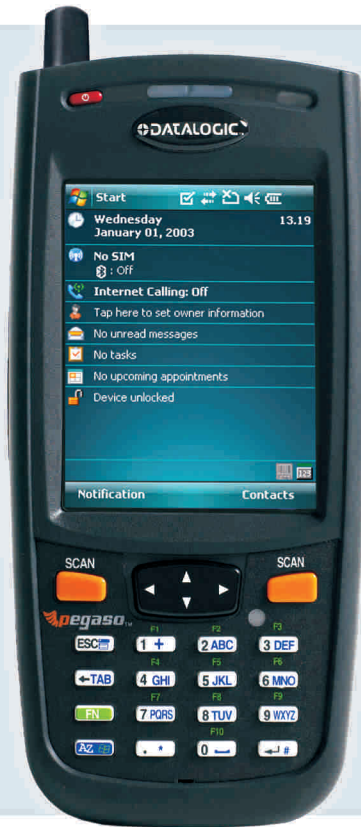 DATALOGIC
Start
Wednesday 13.19
January 01, 2003
No SIM
: Off
Internet Calling: Off
Tap here to set owner information
No unread messages
No tasks
No upcoming appointments
Device unlocked
123
Notification Contacts
SCAN SCAN
pegaso™
F1 F2 F3
ESC 1 + 2 ABC 3 DEF
F4 F5 F6
←TAB 4 GHI 5 JKL 6 MNO
F7 F8 F9
FN 7 PQRS 8 TUV 9 WXYZ
F10
AZ . * 0 ⎵ ↵ #